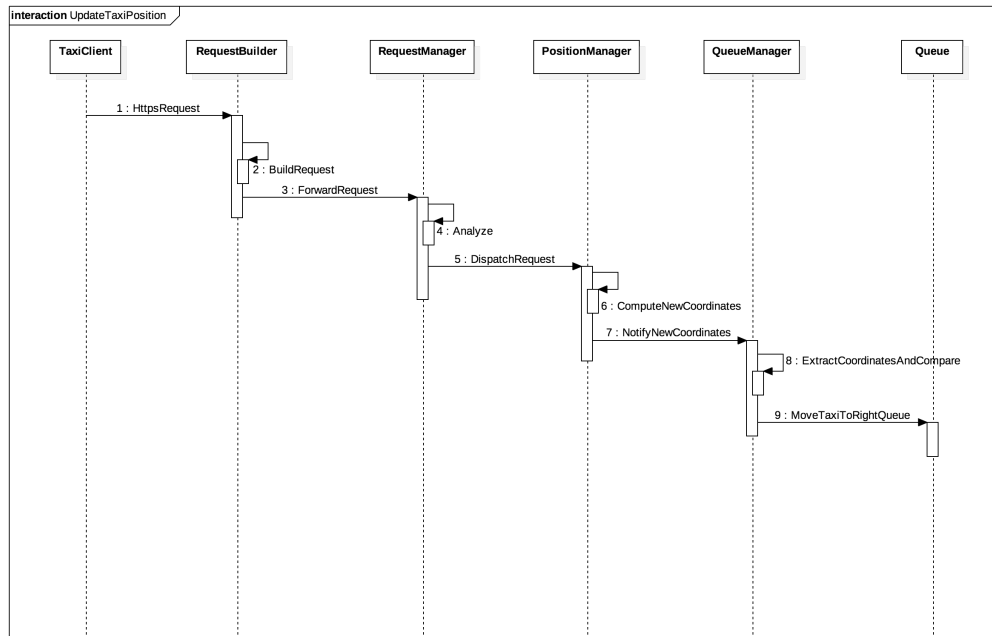 interaction UpdateTaxiPosition
TaxiClient
RequestBuilder
RequestManager
PositionManager
QueueManager
Queue
1 : HttpsRequest
2 : BuildRequest
3 : ForwardRequest
4 : Analyze
5 : DispatchRequest
6 : ComputeNewCoordinates
7 : NotifyNewCoordinates
8 : ExtractCoordinatesAndCompare
9 : MoveTaxiToRightQueue